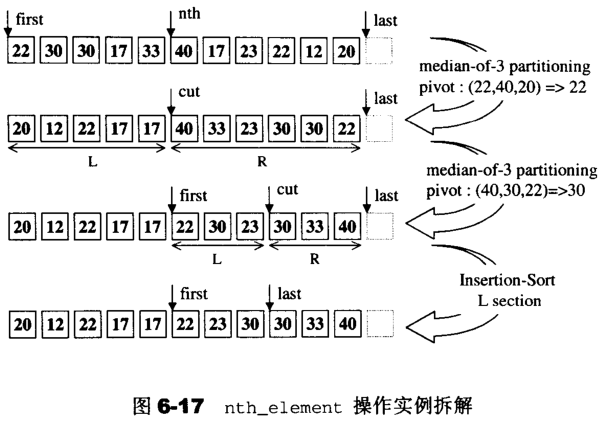 first nth last
22 30 30 17 33 40 17 23 22 12 20
median-of-3 partitioning
pivot : (22,40,20) => 22
cut last
20 12 22 17 17 40 33 23 30 30 22
L R
median-of-3 partitioning
pivot : (40,30,22)=>30
first cut last
20 12 22 17 17 22 30 23 30 33 40
L R
Insertion-Sort
L section
first last
20 12 22 17 17 22 23 30 30 33 40
图 6-17 nth_element 操作实例拆解